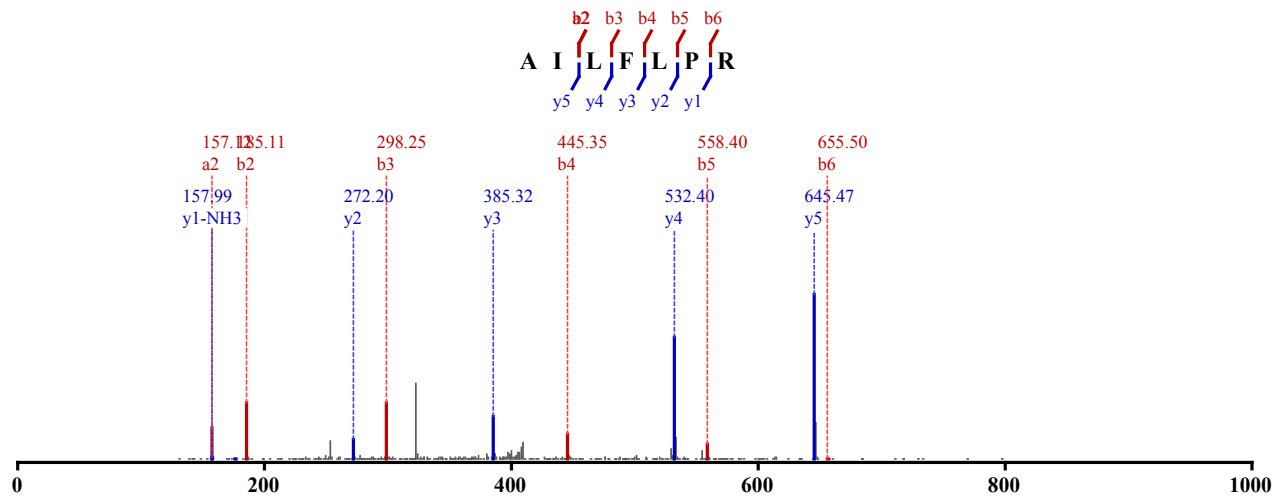 b2 b3 b4 b5 b6
A I L F L P R
y5 y4 y3 y2 y1
157.12 185.11 298.25 445.35 558.40 655.50
a2 b2 b3 b4 b5 b6
157.99 272.20 385.32 532.40 645.47
y1-NH3 y2 y3 y4 y5
0 200 400 600 800 1000